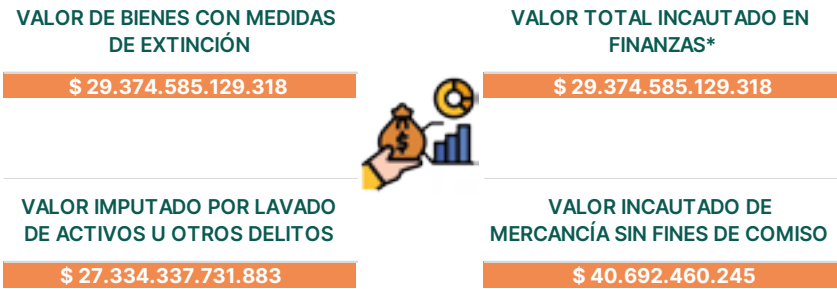 VALOR DE BIENES CON MEDIDAS
DE EXTINCIÓN
$ 29.374.585.129.318
VALOR TOTAL INCAUTADO EN
FINANZAS*
$ 29.374.585.129.318
VALOR IMPUTADO POR LAVADO
DE ACTIVOS U OTROS DELITOS
$ 27.334.337.731.883
VALOR INCAUTADO DE
MERCANCÍA SIN FINES DE COMISO
$ 40.692.460.245